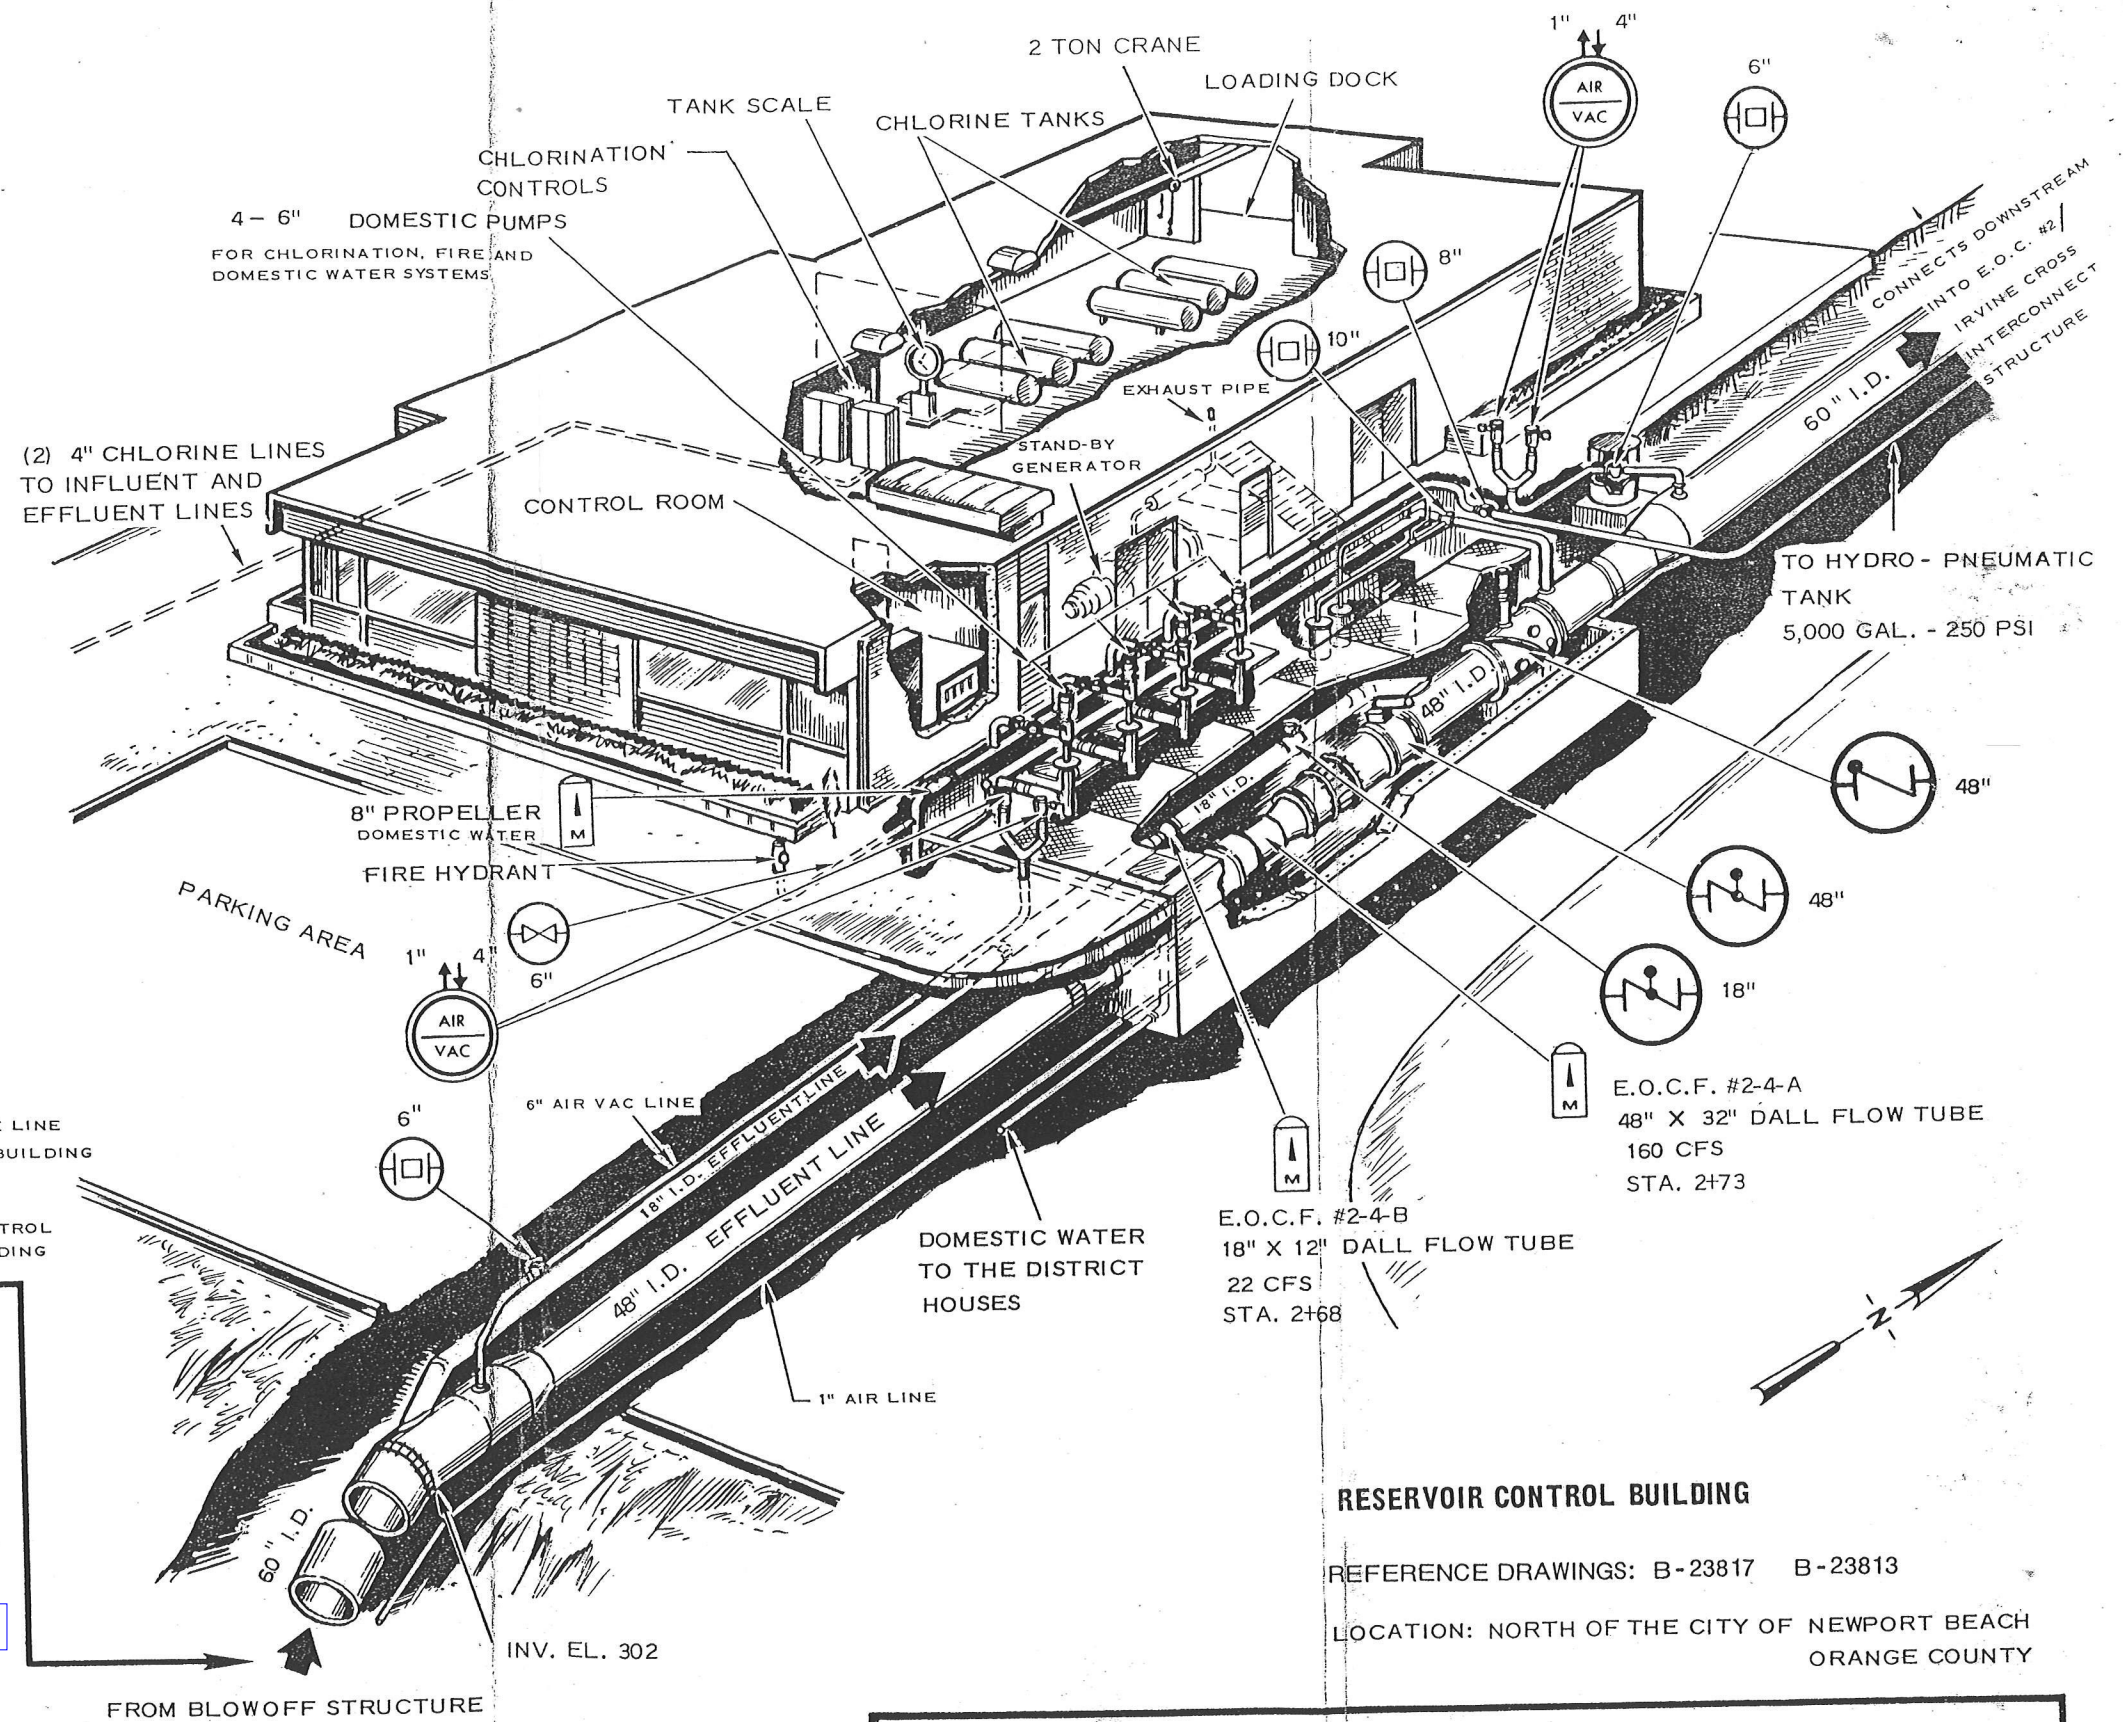 1" 4"
2 TON CRANE
6"
LOADING DOCK
AIR
VAC
TANK SCALE
CHLORINE TANKS
CHLORINATION
CONTROLS
4 - 6" DOMESTIC PUMPS
FOR CHLORINATION, FIRE AND
DOMESTIC WATER SYSTEMS
8"
10"
CONNECTS DOWNSTREAM
INTO E.O.C. #2/
IRVINE CROSS
INTERCONNECT
STRUCTURE
EXHAUST PIPE
60" I.D.
STAND-BY
GENERATOR
(2) 4" CHLORINE LINES
TO INFLUENT AND
EFFLUENT LINES
CONTROL ROOM
TO HYDRO - PNEUMATIC
TANK
5,000 GAL. - 250 PSI
48" I.D.
18" I.D.
48"
8" PROPELLER
DOMESTIC WATER
M
FIRE HYDRANT
PARKING AREA
48"
6"
18"
1" 4"
AIR
VAC
M
E.O.C.F. #2-4-A
48" X 32" DALL FLOW TUBE
160 CFS
STA. 2+73
6" AIR VAC LINE
18" I.D. EFFLUENT LINE
48" I.D. EFFLUENT LINE
6"
LINE
BUILDING
M
E.O.C.F. #2-4-B
18" X 12" DALL FLOW TUBE
22 CFS
STA. 2+68
DOMESTIC WATER
TO THE DISTRICT
HOUSES
TROL
DING
N
1" AIR LINE
60" I.D.
INV. EL. 302
FROM BLOWOFF STRUCTURE
RESERVOIR CONTROL BUILDING
REFERENCE DRAWINGS: B-23817 B-23813
LOCATION: NORTH OF THE CITY OF NEWPORT BEACH
ORANGE COUNTY